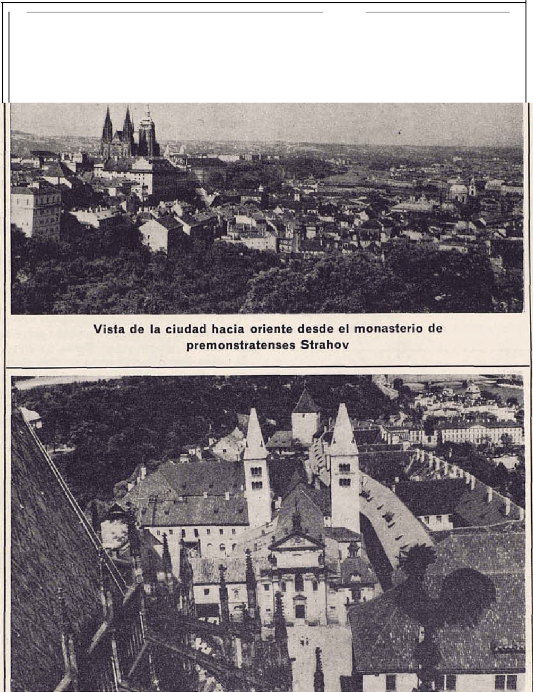 Vista de la ciudad hacia oriente desde el monasterio de
premonstratenses Strahov